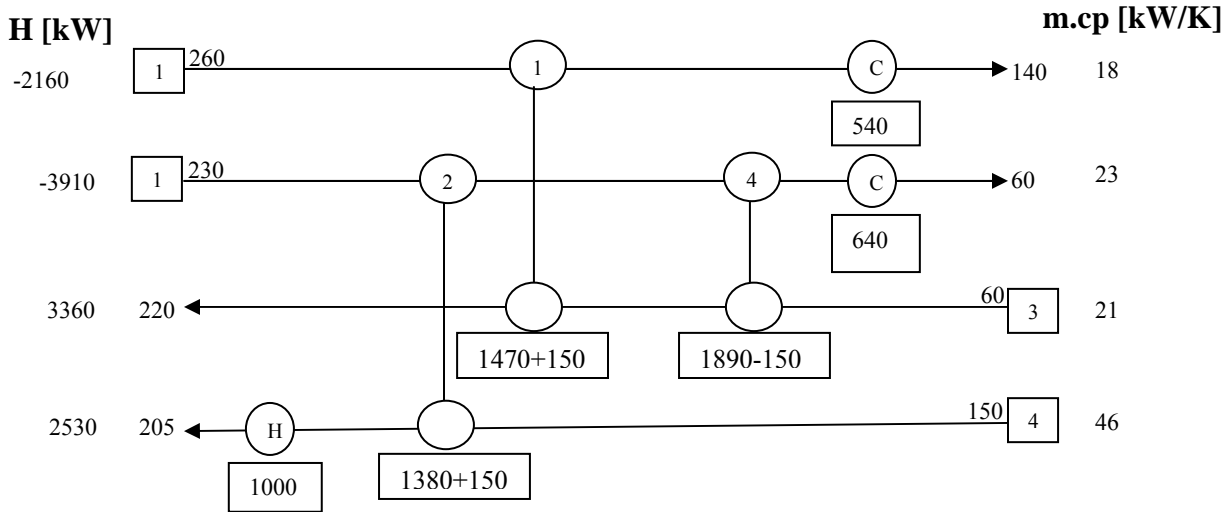 H [kW] m.cp [kW/K]
-2160 1 260 1 C 140 18
540
-3910 1 230 2 4 C 60 23
640
3360 220 60 3 21
1470+150 1890-150
2530 205 H 150 4 46
1000 1380+150